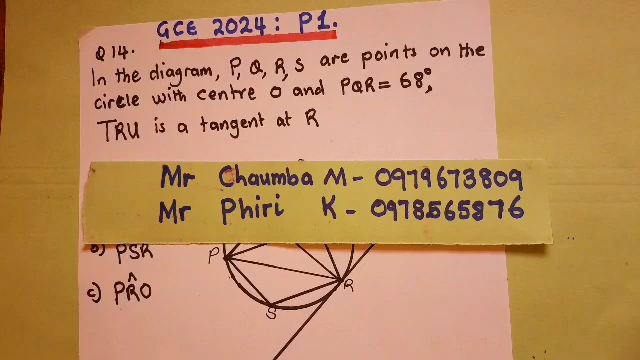 GCE 2024: P1.
Q14.
In the diagram, P, Q, R, S are points on the
circle with centre O and PQR = 68°,
TRU is a tangent at R
Mr Chaumba M - 0979673809
Mr Phiri K - 0978565876
b) PSR
c) PR̂O
P
R
S